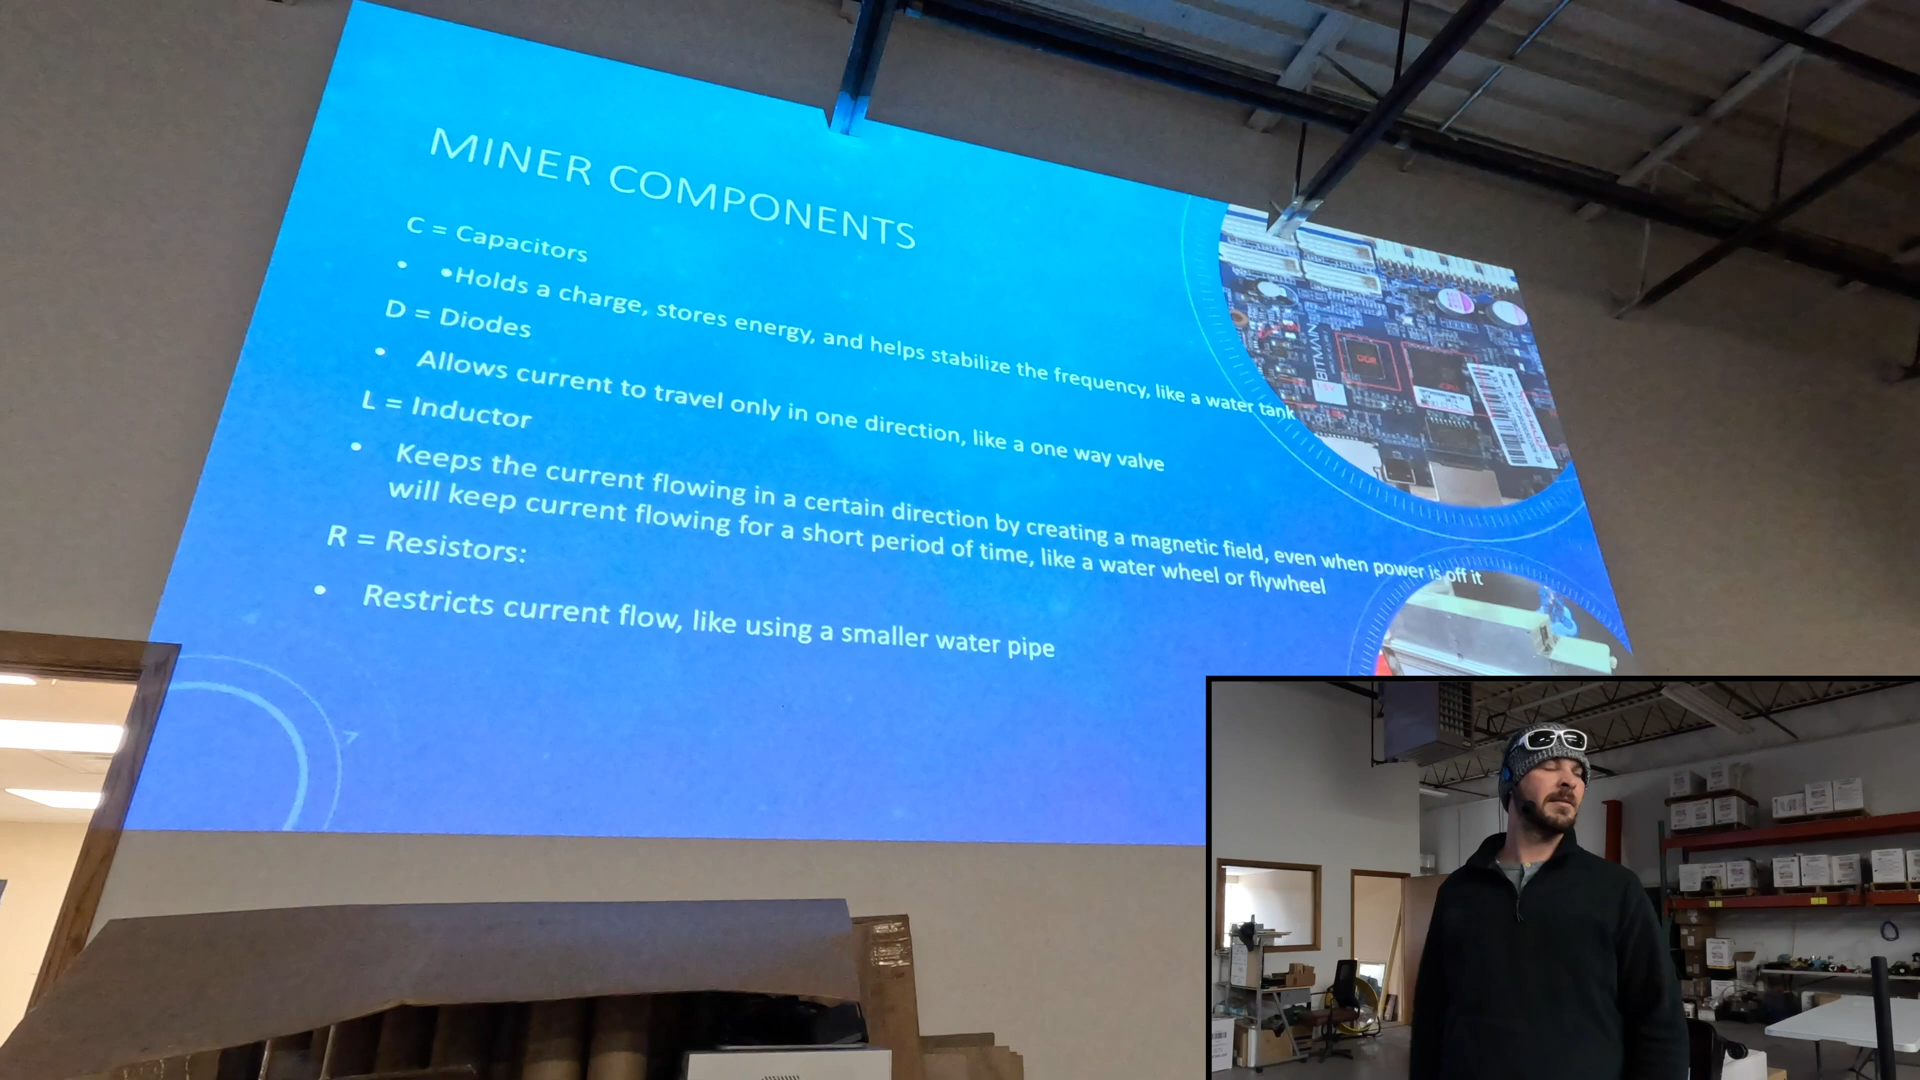 MINER COMPONENTS
C = Capacitors
• •Holds a charge, stores energy, and helps stabilize the frequency, like a water tank
D = Diodes
• Allows current to travel only in one direction, like a one way valve
L = Inductor
• Keeps the current flowing in a certain direction by creating a magnetic field, even when power is off it
will keep current flowing for a short period of time, like a water wheel or flywheel
R = Resistors:
• Restricts current flow, like using a smaller water pipe
BITMAIN